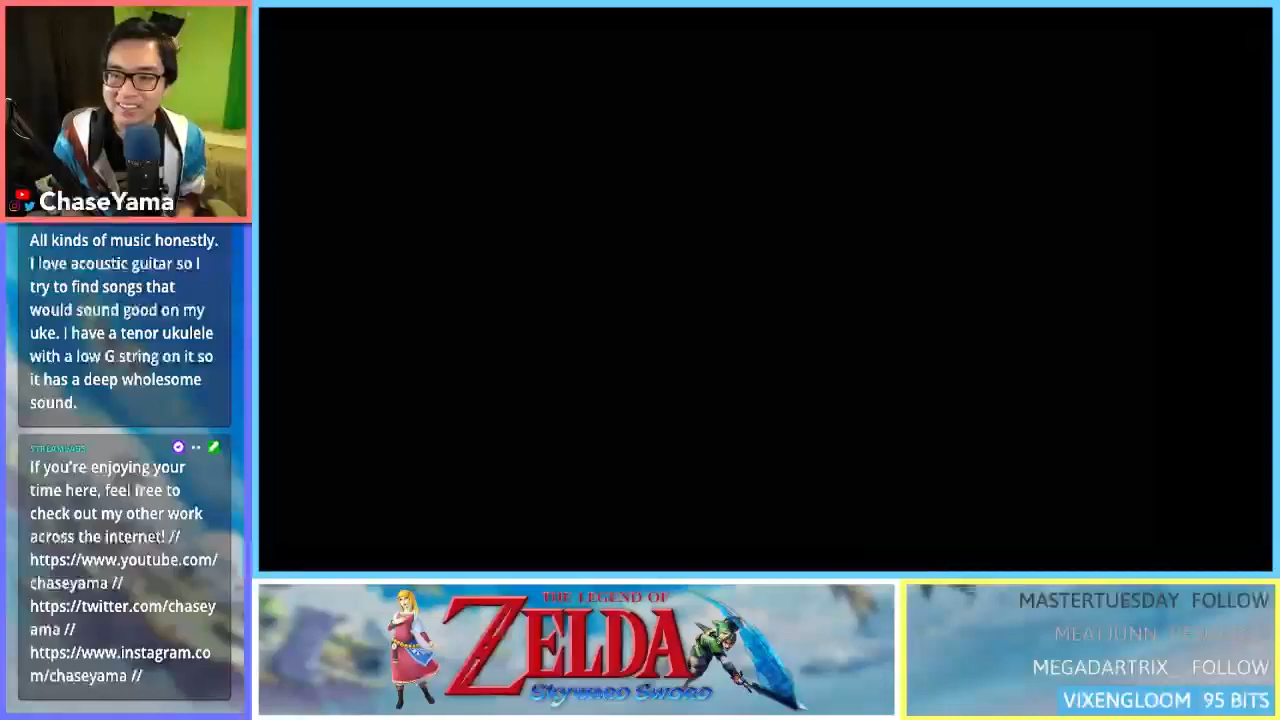 ChaseYama
All kinds of music honestly.
I love acoustic guitar so I
try to find songs that
would sound good on my
uke. I have a tenor ukulele
with a low G string on it so
it has a deep wholesome
sound.
STREAMLABS
If you're enjoying your
time here, feel free to
check out my other work
across the internet! //
https://www.youtube.com/
chaseyama //
https://twitter.com/chasey
ama //
https://www.instagram.co
m/chaseyama //
THE LEGEND OF
ZELDA
Skyward Sword
MASTERTUESDAY FOLLOW
MEGADARTRIX_ FOLLOW
VIXENGLOOM 95 BITS